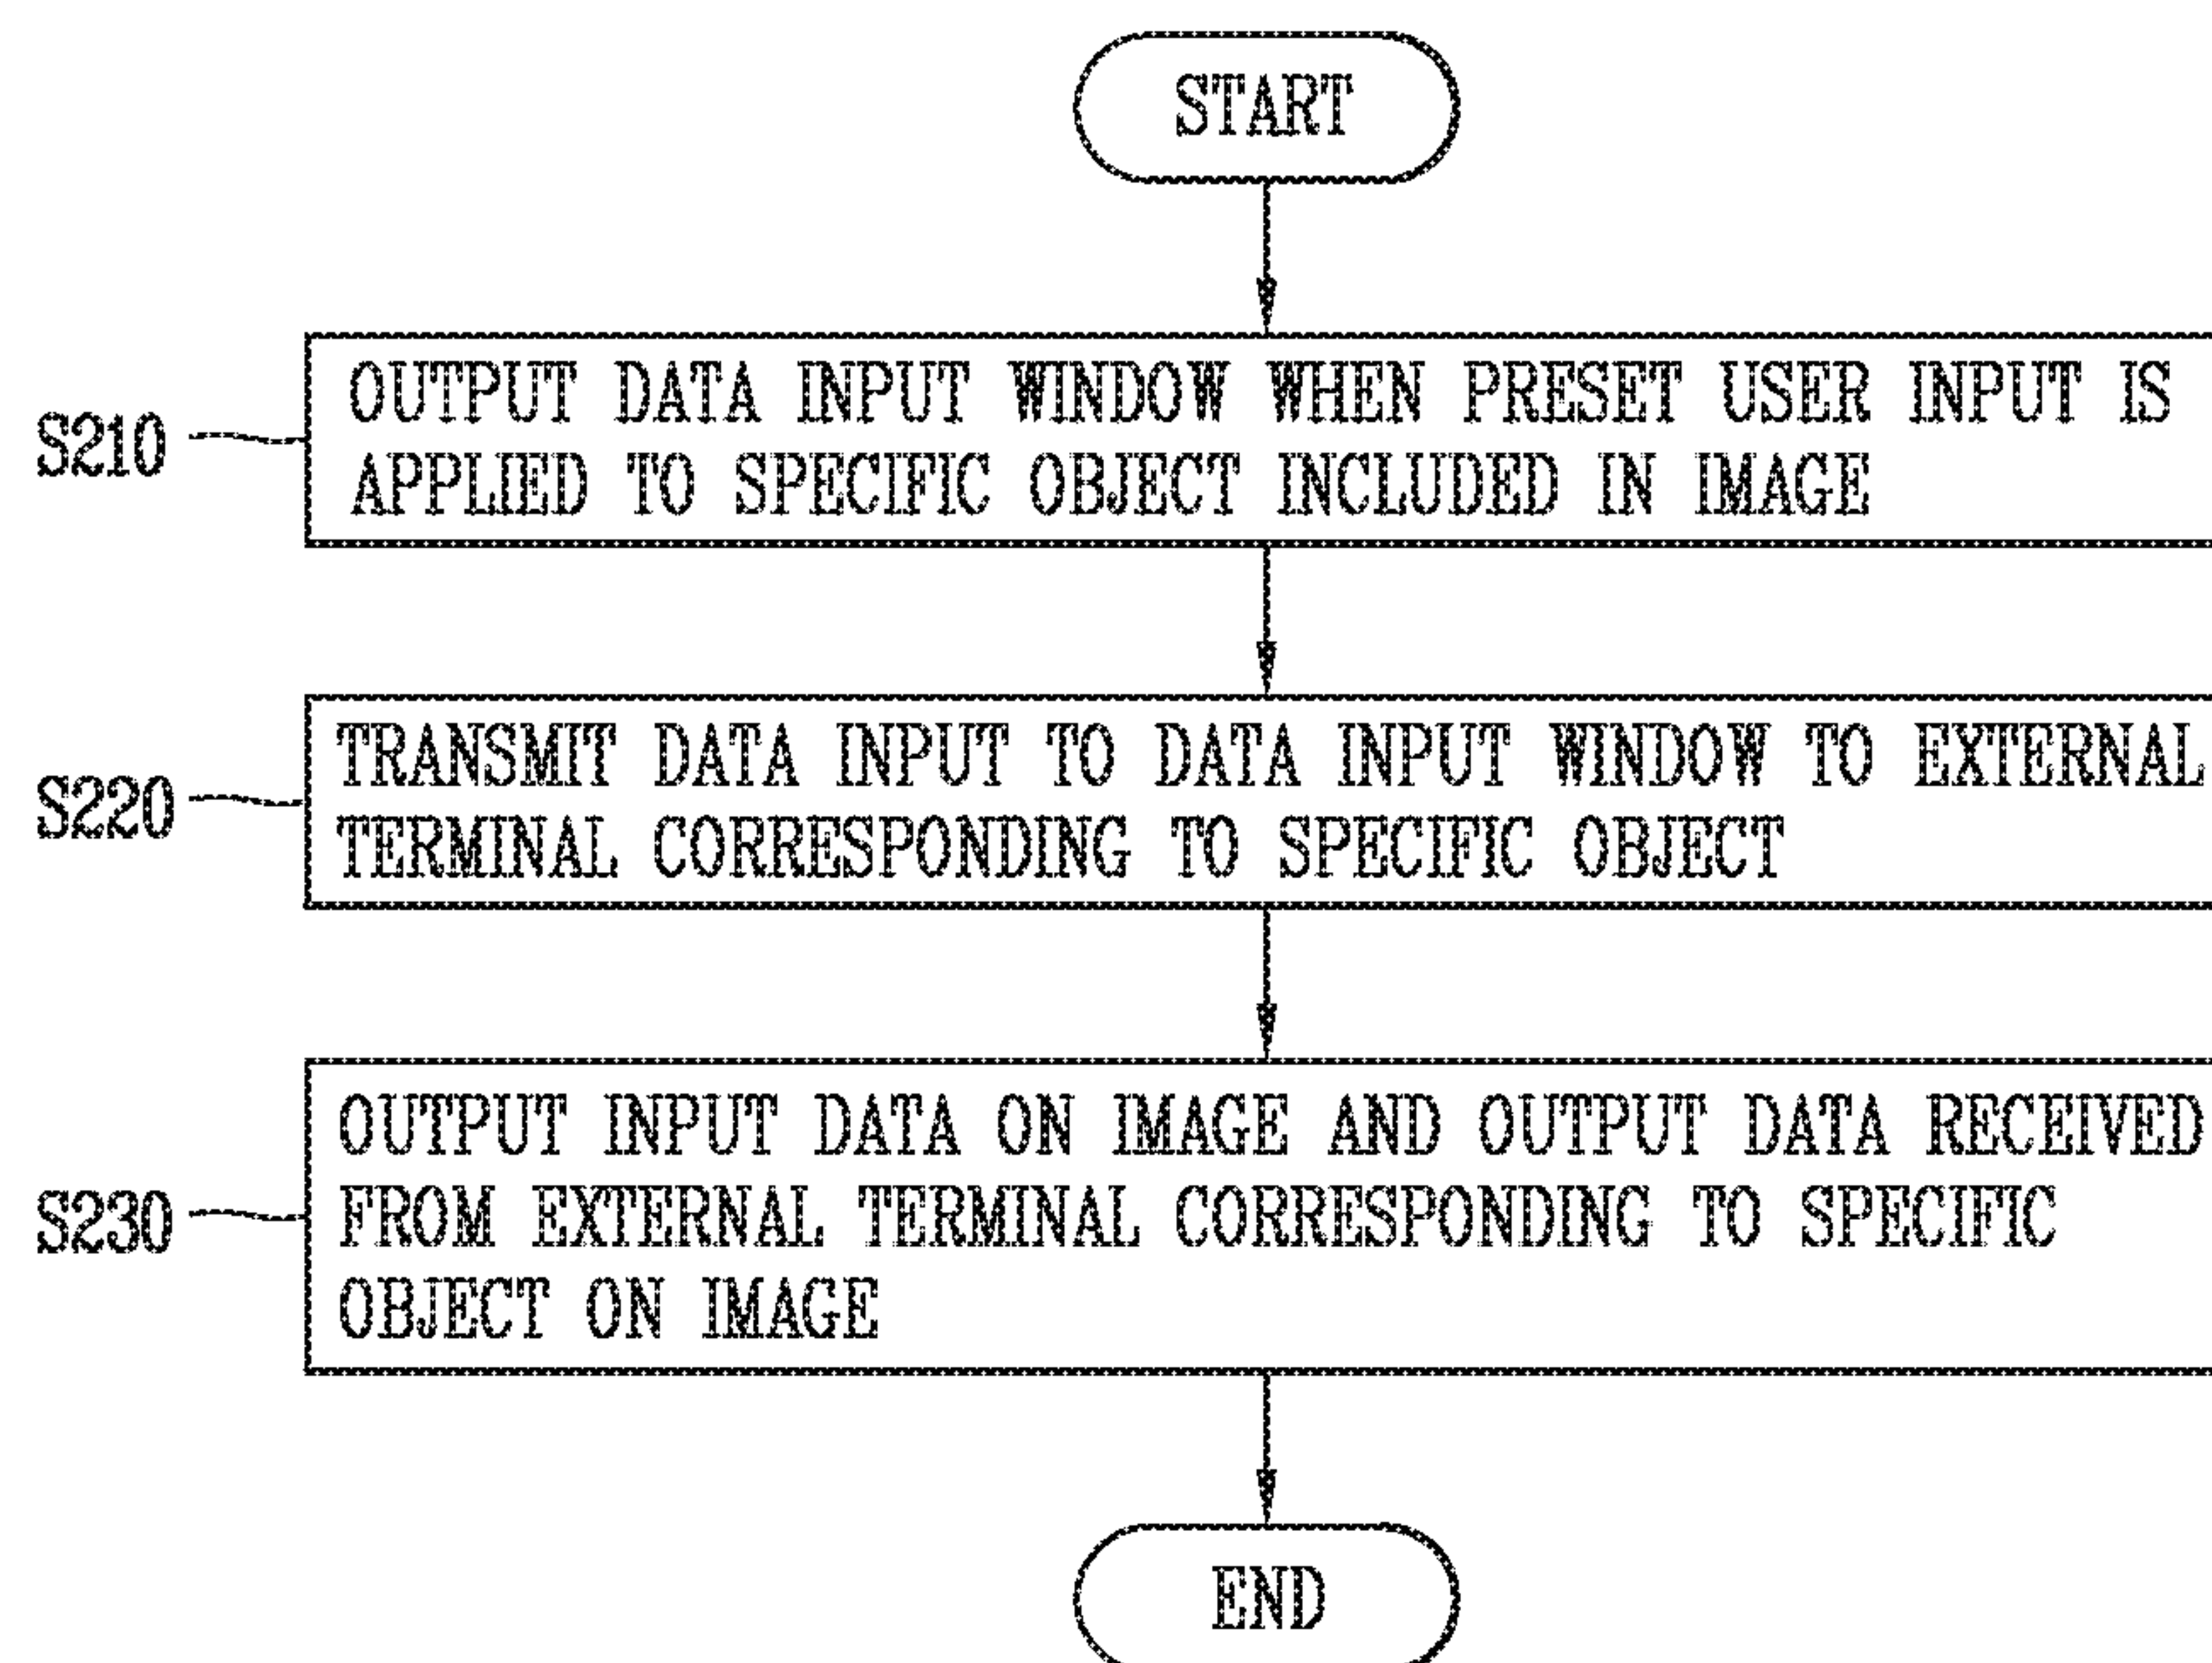 START
S210
OUTPUT DATA INPUT WINDOW WHEN PRESET USER INPUT IS
APPLIED TO SPECIFIC OBJECT INCLUDED IN IMAGE
S220
TRANSMIT DATA INPUT TO DATA INPUT WINDOW TO EXTERNAL
TERMINAL CORRESPONDING TO SPECIFIC OBJECT
S230
OUTPUT INPUT DATA ON IMAGE AND OUTPUT DATA RECEIVED
FROM EXTERNAL TERMINAL CORRESPONDING TO SPECIFIC
OBJECT ON IMAGE
END